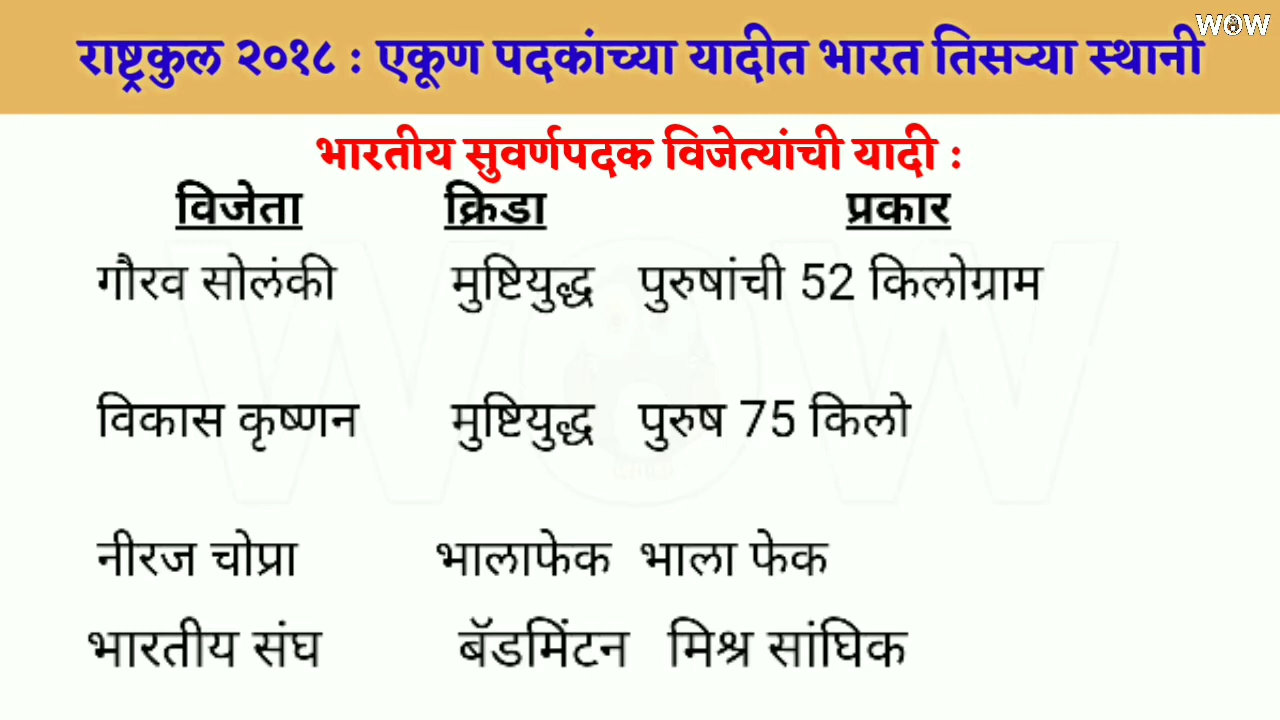 WOW
राष्ट्रकुल २०१८ : एकूण पदकांच्या यादीत भारत तिसऱ्या स्थानी
भारतीय सुवर्णपदक विजेत्यांची यादी :
विजेता क्रिडा प्रकार
गौरव सोलंकी मुष्टियुद्ध पुरुषांची 52 किलोग्राम
विकास कृष्णन मुष्टियुद्ध पुरुष 75 किलो
नीरज चोप्रा भालाफेक भाला फेक
भारतीय संघ बॅडमिंटन मिश्र सांघिक
WOW